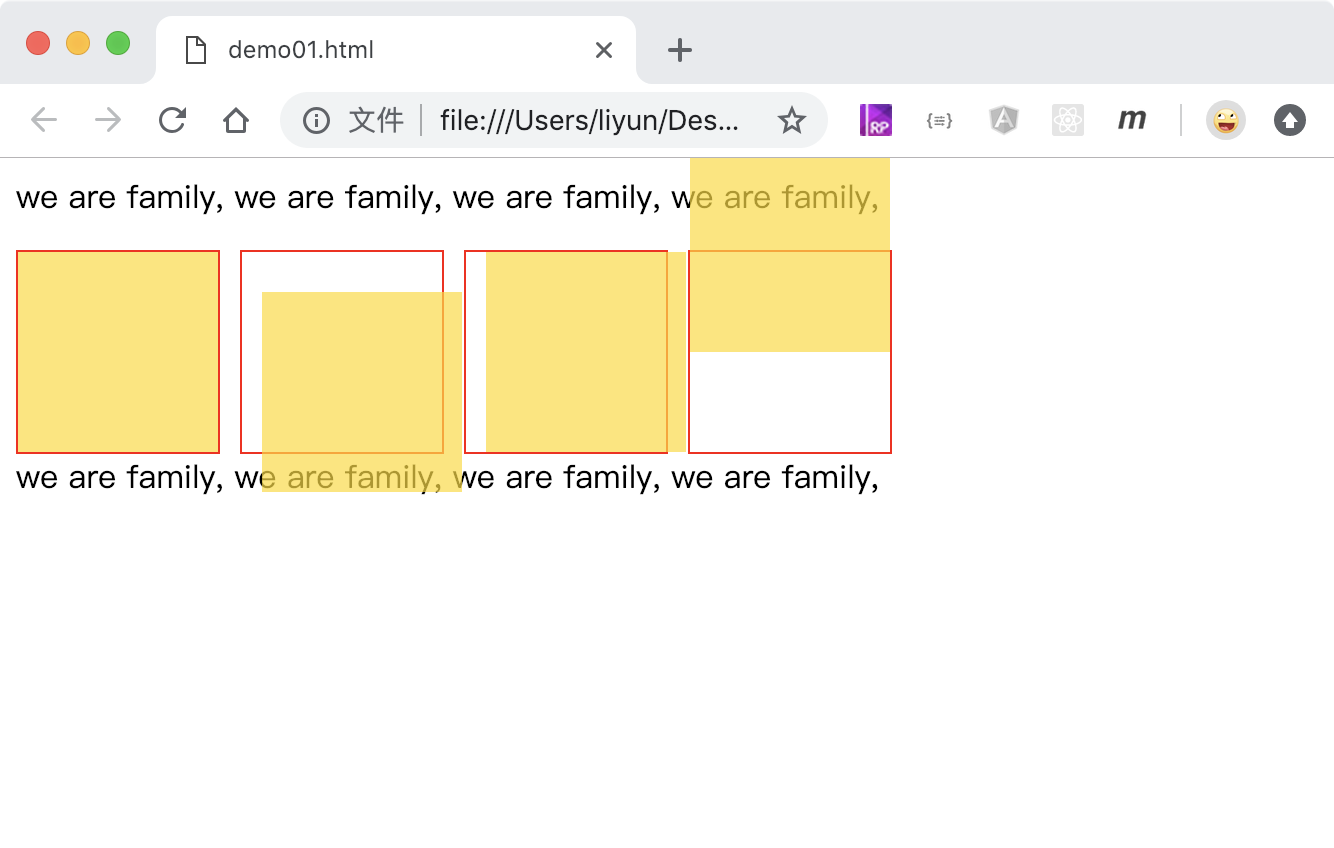 demo01.html
文件 file:///Users/liyun/Des...
RP {≡} A m
we are family, we are family, we are family, we are family,
we are family, we are family, we are family, we are family,